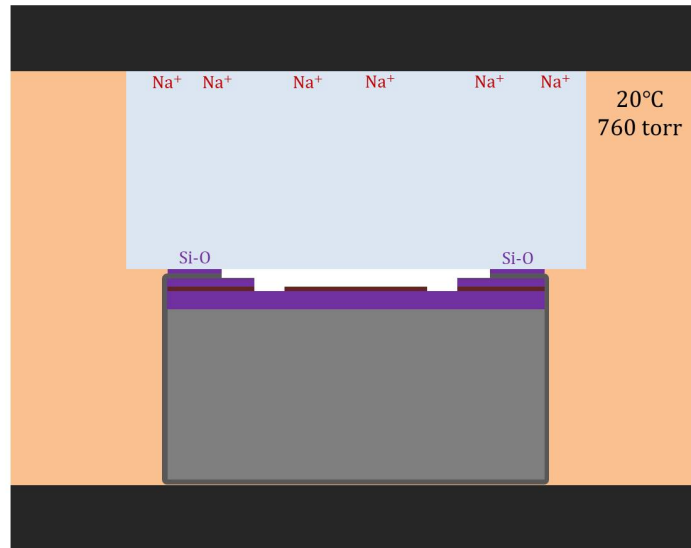 Na⁺ Na⁺ Na⁺ Na⁺ Na⁺ Na⁺
20°C
760 torr
Si-O Si-O